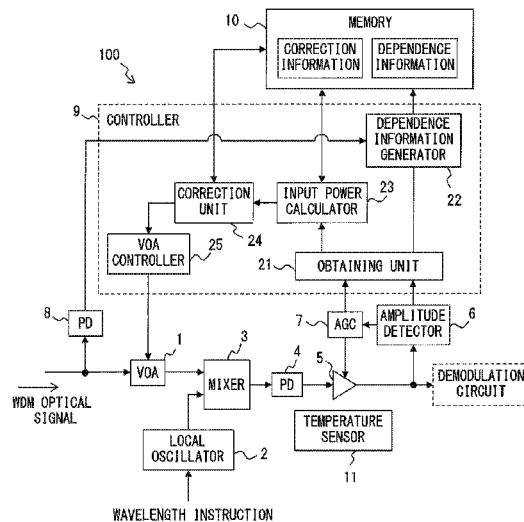 10
MEMORY
CORRECTION
INFORMATION
DEPENDENCE
INFORMATION
100
9
CONTROLLER
DEPENDENCE
INFORMATION
GENERATOR
22
CORRECTION
UNIT
24
INPUT POWER
CALCULATOR
23
VOA
CONTROLLER
25
21
OBTAINING UNIT
8
PD
7
AGC
AMPLITUDE
DETECTOR
6
1
VOA
3
MIXER
4
PD
5
DEMODULATION
CIRCUIT
WDM OPTICAL
SIGNAL
LOCAL
OSCILLATOR
2
TEMPERATURE
SENSOR
11
WAVELENGTH INSTRUCTION